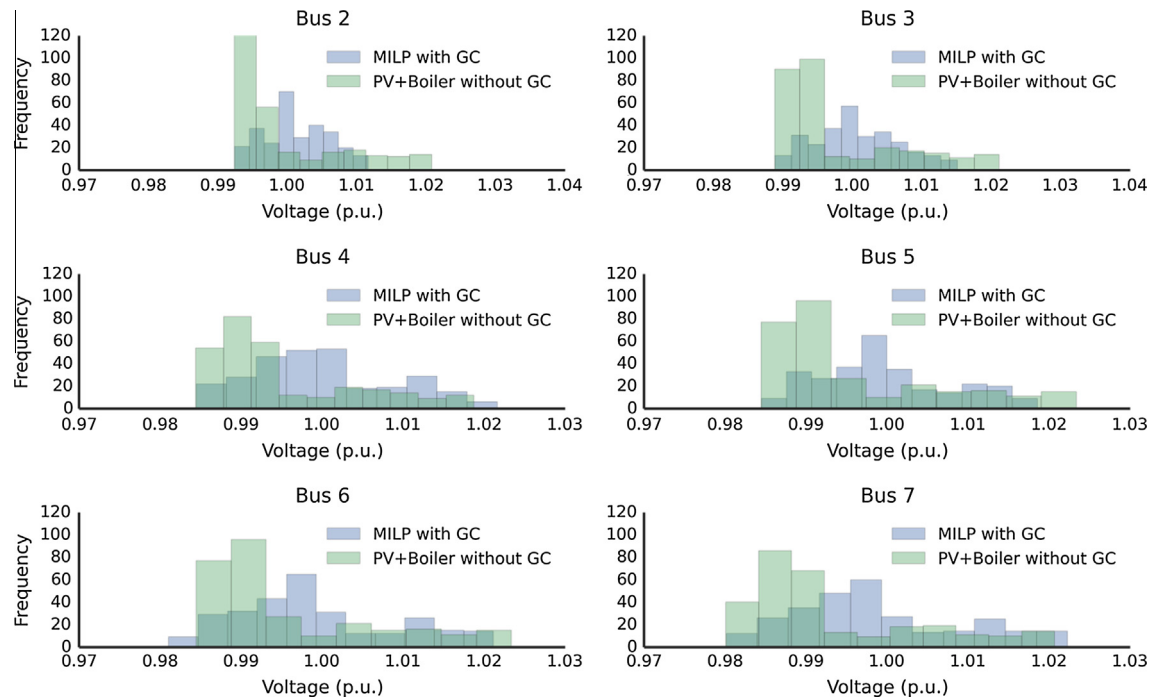 Bus 2
Frequency
120
100
80
60
40
20
0
MILP with GC
PV+Boiler without GC
0.97 0.98 0.99 1.00 1.01 1.02 1.03 1.04
Voltage (p.u.)
Bus 3
120
100
80
60
40
20
0
MILP with GC
PV+Boiler without GC
0.97 0.98 0.99 1.00 1.01 1.02 1.03 1.04
Voltage (p.u.)
Bus 4
Frequency
120
100
80
60
40
20
0
MILP with GC
PV+Boiler without GC
0.97 0.98 0.99 1.00 1.01 1.02 1.03
Voltage (p.u.)
Bus 5
120
100
80
60
40
20
0
MILP with GC
PV+Boiler without GC
0.97 0.98 0.99 1.00 1.01 1.02 1.03
Voltage (p.u.)
Bus 6
Frequency
120
100
80
60
40
20
0
MILP with GC
PV+Boiler without GC
0.97 0.98 0.99 1.00 1.01 1.02 1.03
Voltage (p.u.)
Bus 7
120
100
80
60
40
20
0
MILP with GC
PV+Boiler without GC
0.97 0.98 0.99 1.00 1.01 1.02 1.03
Voltage (p.u.)